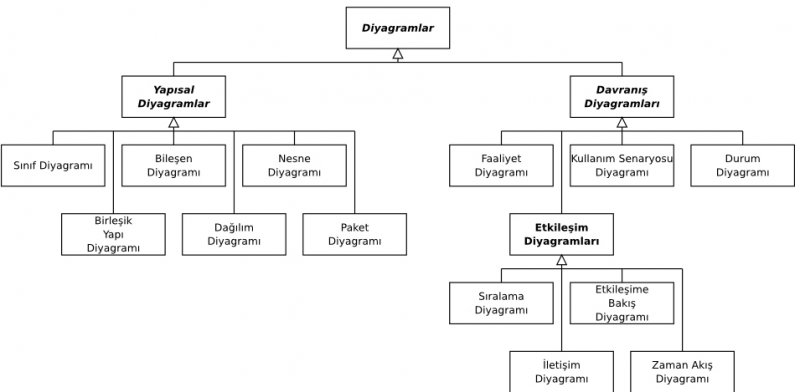 Diyagramlar
Yapısal
Diyagramlar
Davranış
Diyagramları
Sınıf Diyagramı
Bileşen
Diyagramı
Nesne
Diyagramı
Faaliyet
Diyagramı
Kullanım Senaryosu
Diyagramı
Durum
Diyagramı
Birleşik
Yapı
Diyagramı
Dağılım
Diyagramı
Paket
Diyagramı
Etkileşim
Diyagramları
Sıralama
Diyagramı
Etkileşime
Bakış
Diyagramı
İletişim
Diyagramı
Zaman Akış
Diyagramı